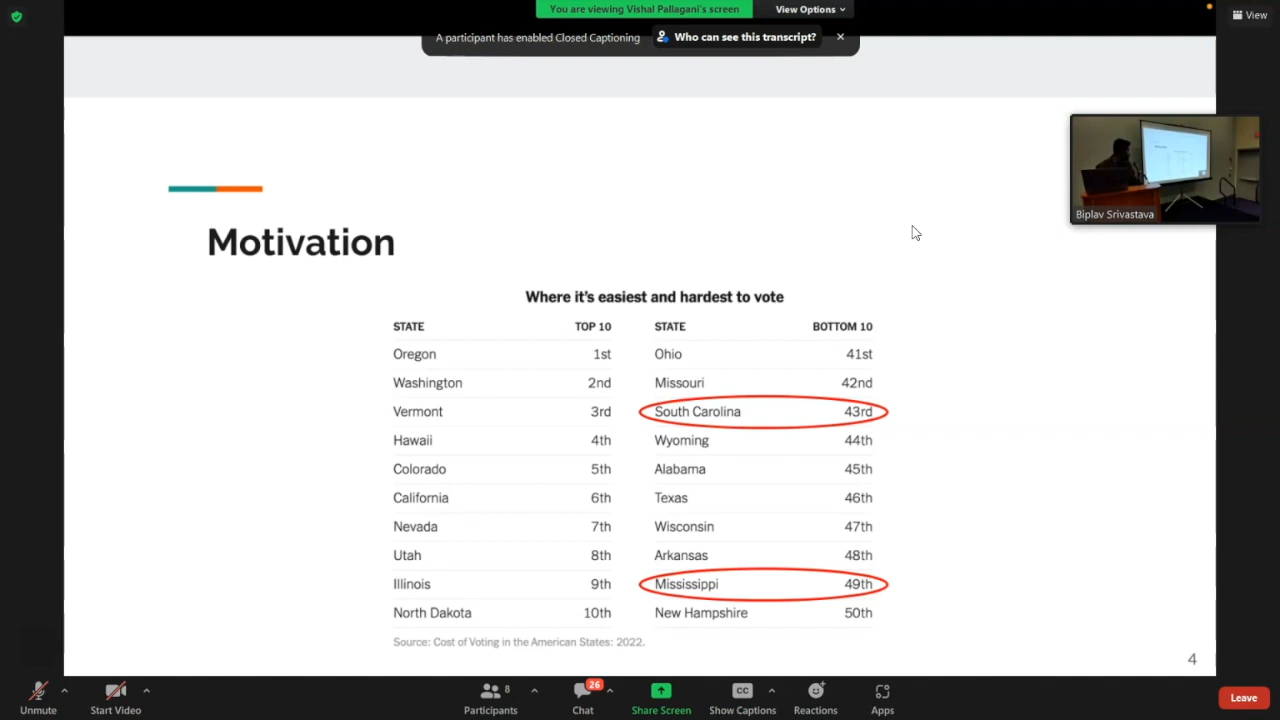 You are viewing Vishal Pallagani's screen
View Options
View
A participant has enabled Closed Captioning
Who can see this transcript?
Biplav Srivastava
Motivation
Where it's easiest and hardest to vote
STATE TOP 10 STATE BOTTOM 10
Oregon 1st Ohio 41st
Washington 2nd Missouri 42nd
Vermont 3rd South Carolina 43rd
Hawaii 4th Wyoming 44th
Colorado 5th Alabama 45th
California 6th Texas 46th
Nevada 7th Wisconsin 47th
Utah 8th Arkansas 48th
Illinois 9th Mississippi 49th
North Dakota 10th New Hampshire 50th
Source: Cost of Voting in the American States: 2022.
4
8
26
CC
Unmute Start Video Participants Chat Share Screen Show Captions Reactions Apps Leave